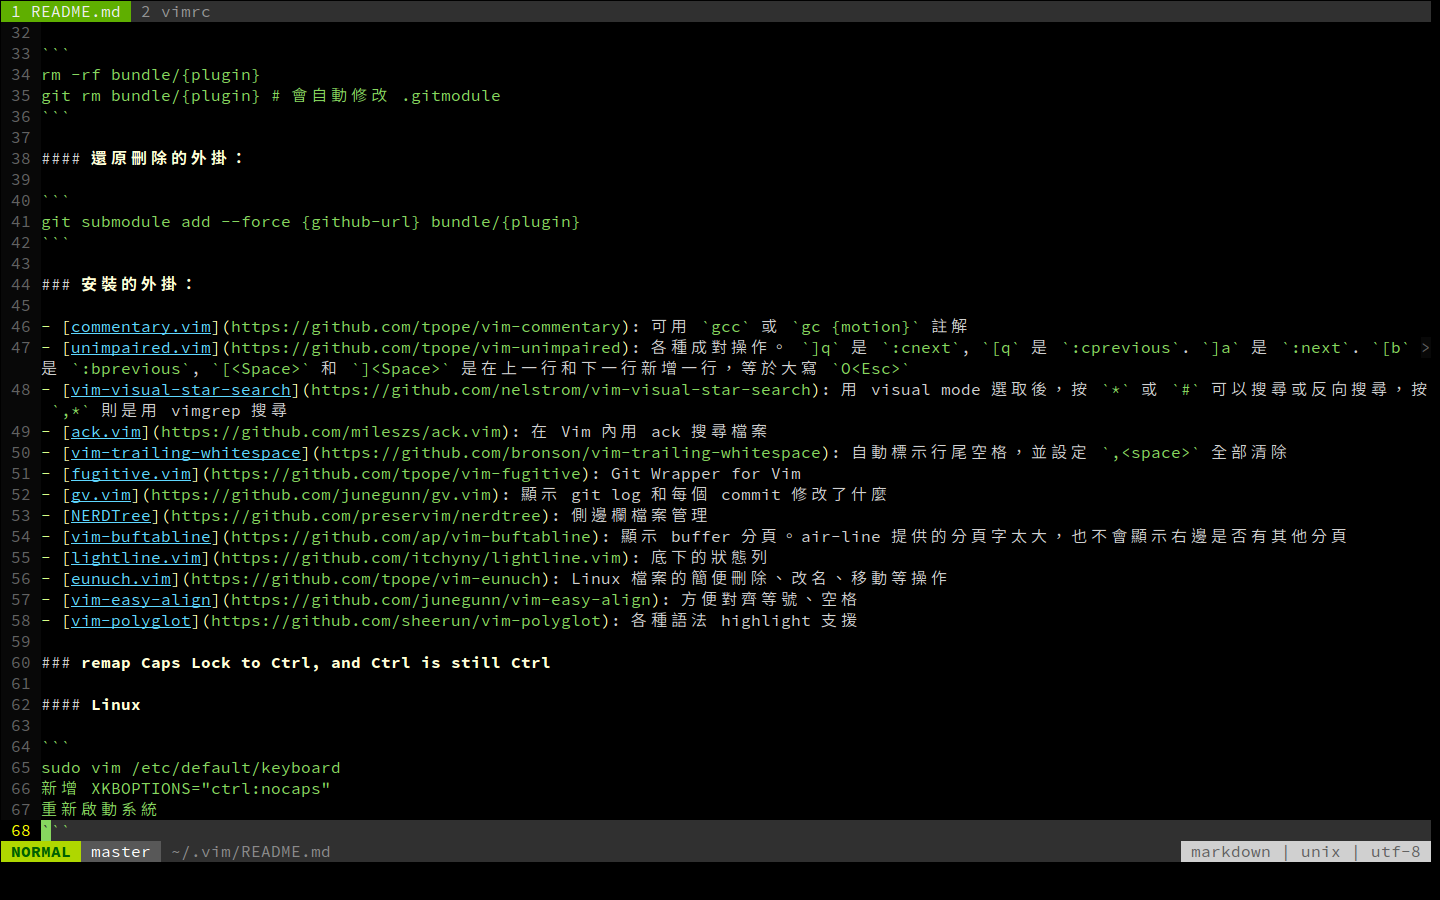 1 README.md 2 vimrc
32
33 ```
34 rm -rf bundle/{plugin}
35 git rm bundle/{plugin} # 會自動修改 .gitmodule
36 ```
37
38 #### 還原刪除的外掛：
39
40 ```
41 git submodule add --force {github-url} bundle/{plugin}
42 ```
43
44 ### 安裝的外掛：
45
46 - [commentary.vim](https://github.com/tpope/vim-commentary): 可用 `gcc` 或 `gc {motion}` 註解
47 - [unimpaired.vim](https://github.com/tpope/vim-unimpaired): 各種成對操作。 `]q` 是 `:cnext`, `[q` 是 `:cprevious`. `]a` 是 `:next`. `[b` >
是 `:bprevious`, `[<Space>` 和 `]<Space>` 是在上一行和下一行新增一行，等於大寫 `O<Esc>`
48 - [vim-visual-star-search](https://github.com/nelstrom/vim-visual-star-search): 用 visual mode 選取後，按 `*` 或 `#` 可以搜尋或反向搜尋，按
`,*` 則是用 vimgrep 搜尋
49 - [ack.vim](https://github.com/mileszs/ack.vim): 在 Vim 內用 ack 搜尋檔案
50 - [vim-trailing-whitespace](https://github.com/bronson/vim-trailing-whitespace): 自動標示行尾空格，並設定 `,<space>` 全部清除
51 - [fugitive.vim](https://github.com/tpope/vim-fugitive): Git Wrapper for Vim
52 - [gv.vim](https://github.com/junegunn/gv.vim): 顯示 git log 和每個 commit 修改了什麼
53 - [NERDTree](https://github.com/preservim/nerdtree): 側邊欄檔案管理
54 - [vim-buftabline](https://github.com/ap/vim-buftabline): 顯示 buffer 分頁。air-line 提供的分頁字太大，也不會顯示右邊是否有其他分頁
55 - [lightline.vim](https://github.com/itchyny/lightline.vim): 底下的狀態列
56 - [eunuch.vim](https://github.com/tpope/vim-eunuch): Linux 檔案的簡便刪除、改名、移動等操作
57 - [vim-easy-align](https://github.com/junegunn/vim-easy-align): 方便對齊等號、空格
58 - [vim-polyglot](https://github.com/sheerun/vim-polyglot): 各種語法 highlight 支援
59
60 ### remap Caps Lock to Ctrl, and Ctrl is still Ctrl
61
62 #### Linux
63
64 ```
65 sudo vim /etc/default/keyboard
66 新增 XKBOPTIONS="ctrl:nocaps"
67 重新啟動系統
68 ```
NORMAL master ~/.vim/README.md markdown | unix | utf-8